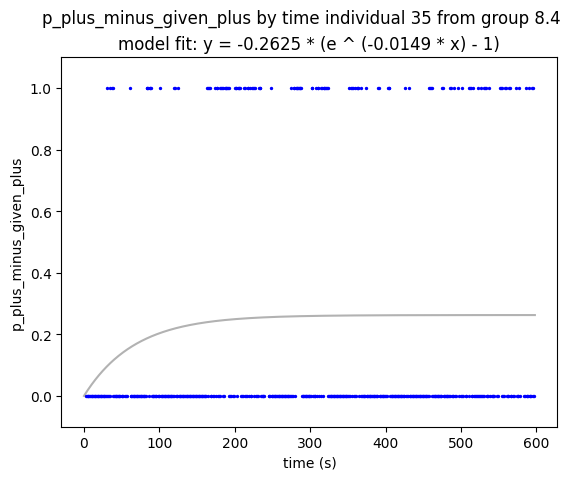 p_plus_minus_given_plus by time individual 35 from group 8.4
model fit: y = -0.2625 * (e ^ (-0.0149 * x) - 1)
p_plus_minus_given_plus
1.0
0.8
0.6
0.4
0.2
0.0
0 100 200 300 400 500 600
time (s)